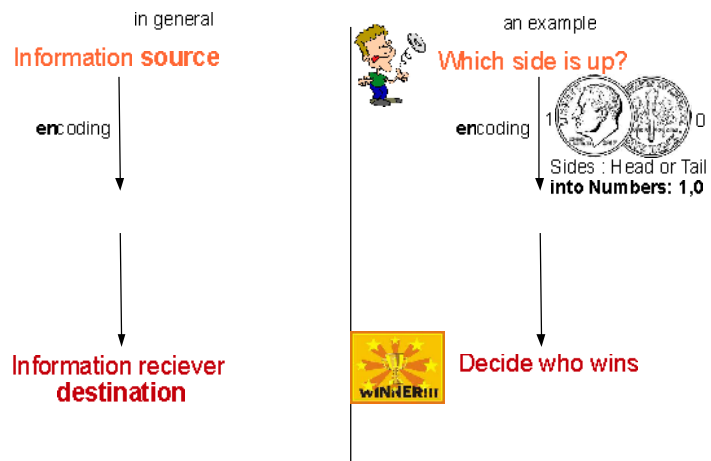 in general
Information source
encoding
Information reciever
destination
an example
Which side is up?
encoding
1
0
Sides : Head or Tail
into Numbers: 1,0
WINNER!!!
Decide who wins